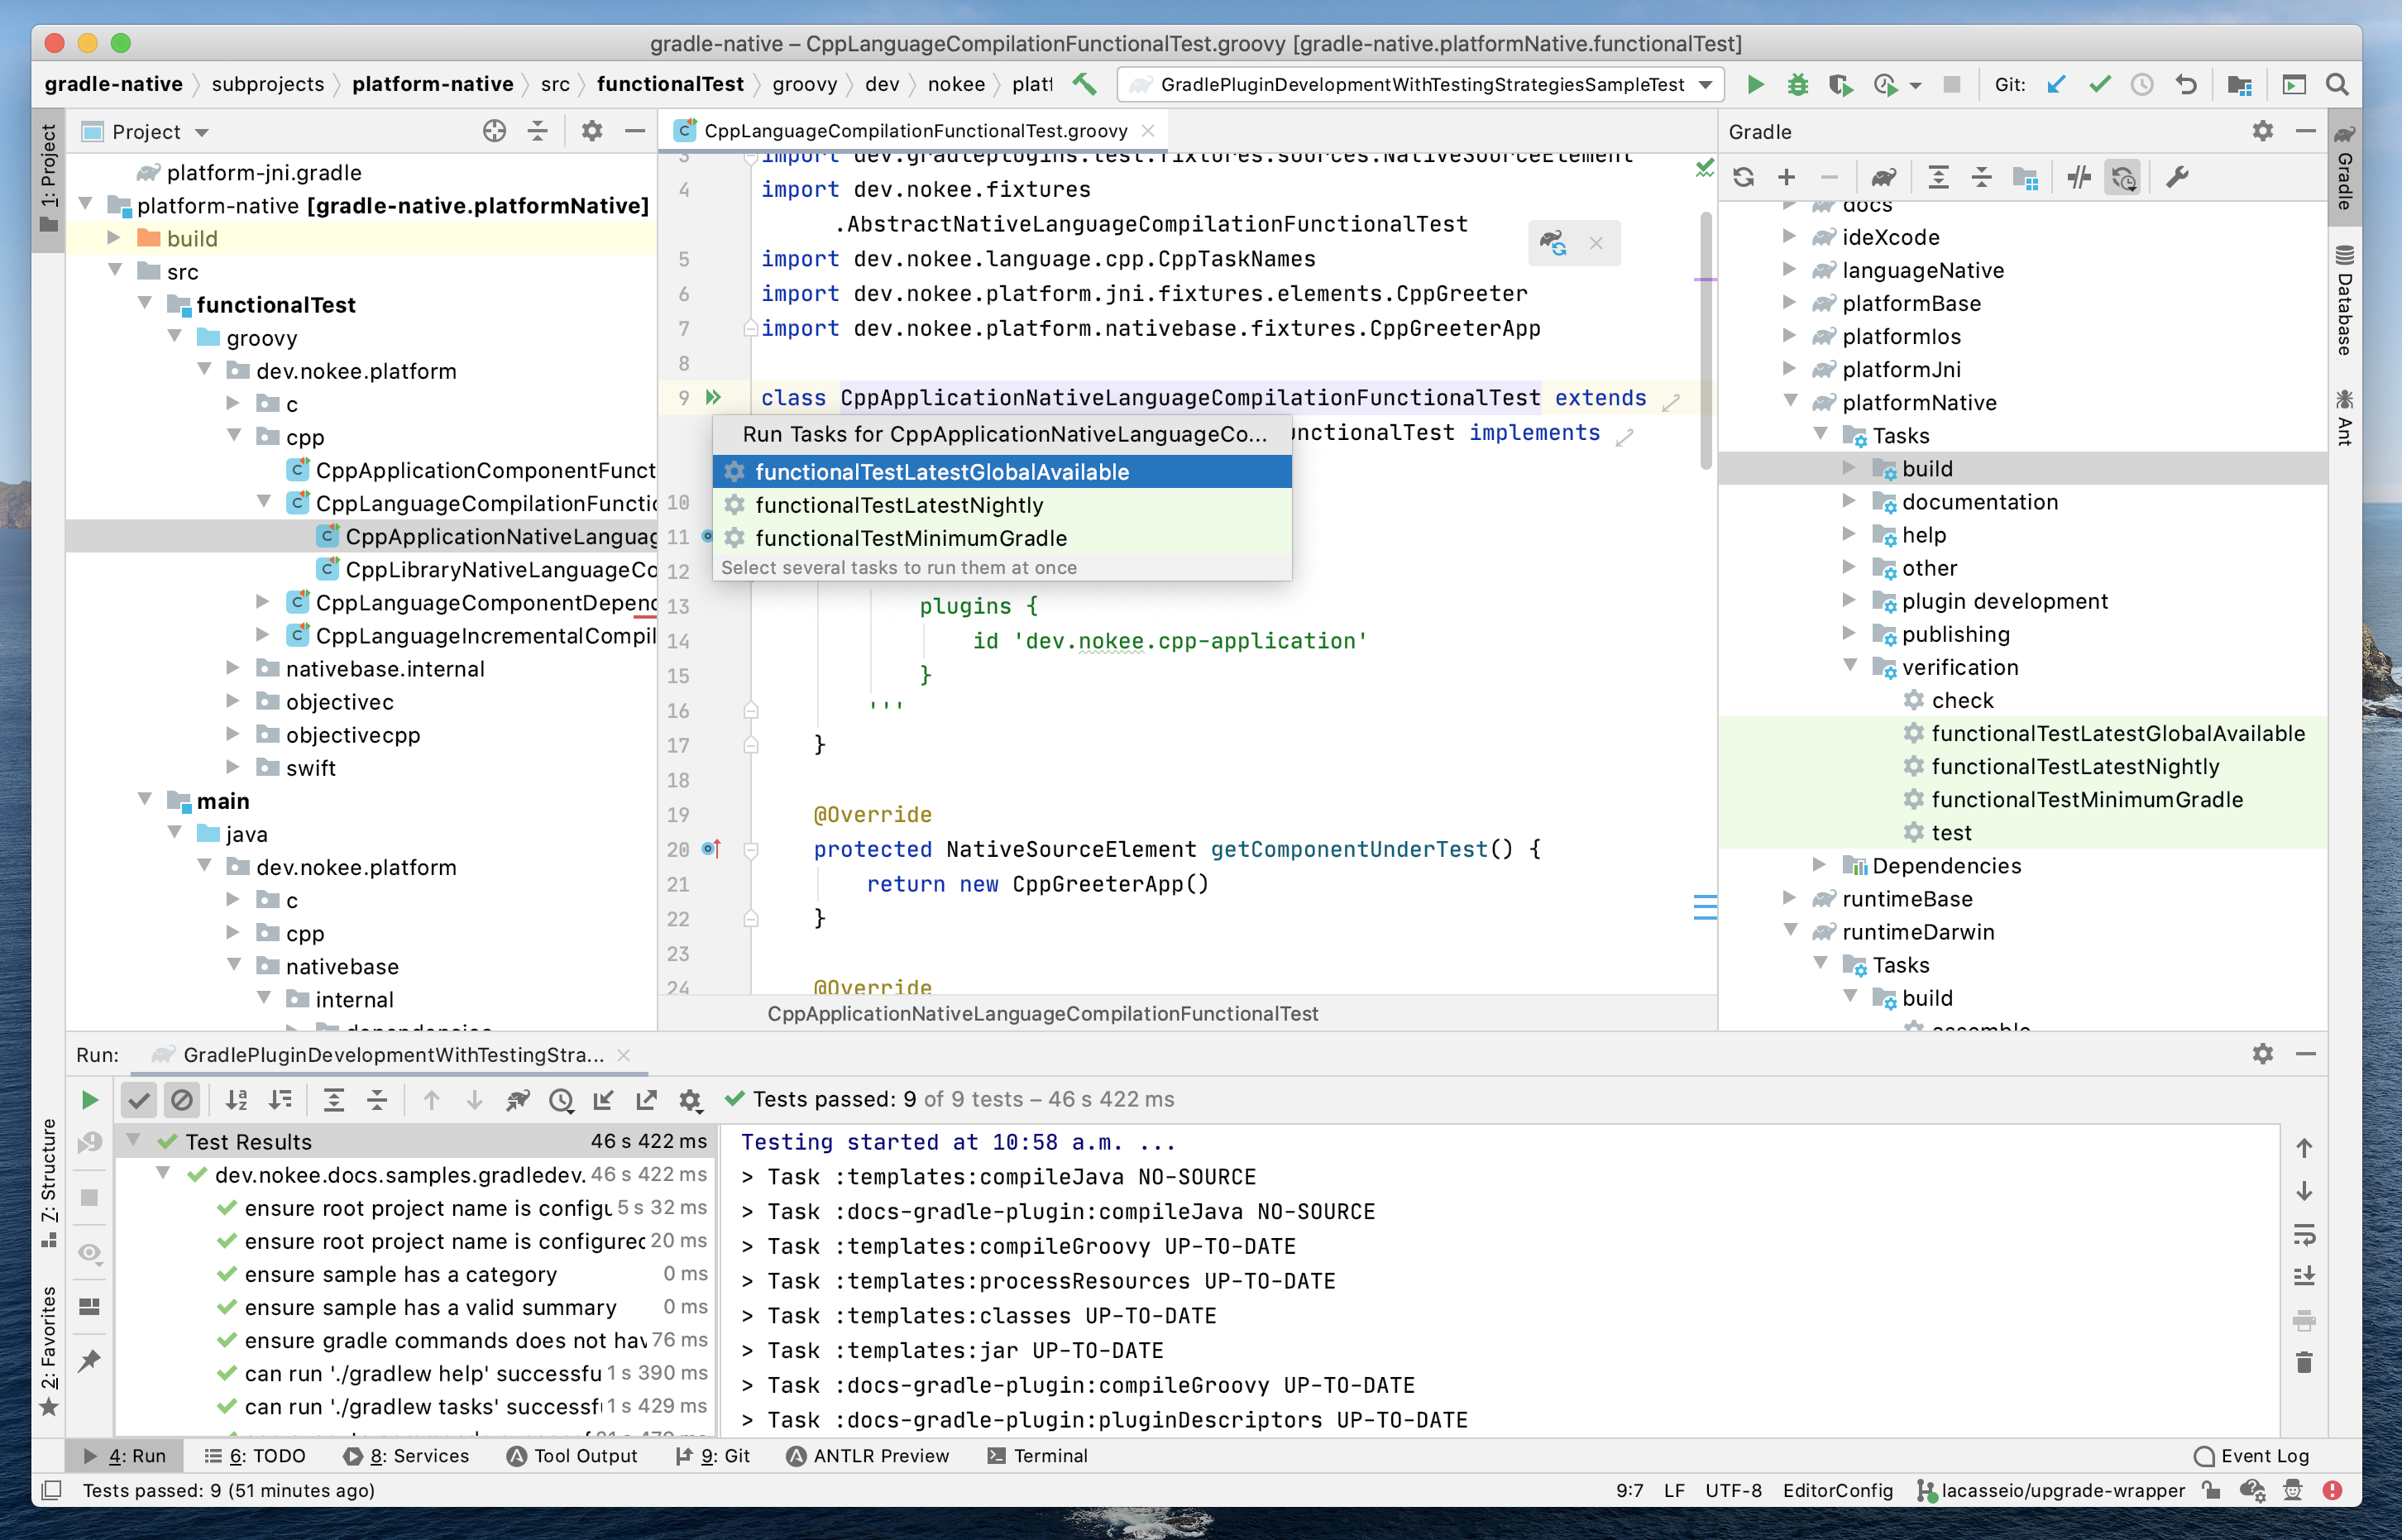 gradle-native – CppLanguageCompilationFunctionalTest.groovy [gradle-native.platformNative.functionalTest]
gradle-native subprojects platform-native src functionalTest groovy dev nokee GradlePluginDevelopmentWithTestingStrategiesSampleTest Git:
1: Project
Z: Structure
2: Favorites
Project
platform-jni.gradle
platform-native [gradle-native.platformNative]
build
src
functionalTest
groovy
dev.nokee.platform
c
cpp
CppApplicationComponentFunct
CppLanguageCompilationFunctio
CppApplicationNativeLanguag
CppLibraryNativeLanguageCo
CppLanguageComponentDepend
CppLanguageIncrementalCompil
nativebase.internal
objectivec
objectivecpp
swift
main
java
dev.nokee.platform
c
cpp
nativebase
internal
dependencies
CppLanguageCompilationFunctionalTest.groovy
3 import dev.gradleplugins.test.fixtures.sources.NativeSourceElement
4 import dev.nokee.fixtures
.AbstractNativeLanguageCompilationFunctionalTest
5 import dev.nokee.language.cpp.CppTaskNames
6 import dev.nokee.platform.jni.fixtures.elements.CppGreeter
7 import dev.nokee.platform.nativebase.fixtures.CppGreeterApp
8
9 class CppApplicationNativeLanguageCompilationFunctionalTest extends
nctionalTest implements
Run Tasks for CppApplicationNativeLanguageCo...
functionalTestLatestGlobalAvailable
functionalTestLatestNightly
functionalTestMinimumGradle
Select several tasks to run them at once
10
11
12
13 plugins {
14 id 'dev.nokee.cpp-application'
15 }
16 '''
17 }
18
19 @Override
20 protected NativeSourceElement getComponentUnderTest() {
21 return new CppGreeterApp()
22 }
23
24 @Override
CppApplicationNativeLanguageCompilationFunctionalTest
Gradle
docs
ideXcode
languageNative
platformBase
platformIos
platformJni
platformNative
Tasks
build
documentation
help
other
plugin development
publishing
verification
check
functionalTestLatestGlobalAvailable
functionalTestLatestNightly
functionalTestMinimumGradle
test
Dependencies
runtimeBase
runtimeDarwin
Tasks
build
assemble
Gradle
Database
Ant
Run: GradlePluginDevelopmentWithTestingStra...
Tests passed: 9 of 9 tests – 46 s 422 ms
Test Results 46 s 422 ms
dev.nokee.docs.samples.gradledev. 46 s 422 ms
ensure root project name is configu 5 s 32 ms
ensure root project name is configured 20 ms
ensure sample has a category 0 ms
ensure sample has a valid summary 0 ms
ensure gradle commands does not hav 76 ms
can run './gradlew help' successfu 1 s 390 ms
can run './gradlew tasks' successf 1 s 429 ms
Testing started at 10:58 a.m. ...
> Task :templates:compileJava NO-SOURCE
> Task :docs-gradle-plugin:compileJava NO-SOURCE
> Task :templates:compileGroovy UP-TO-DATE
> Task :templates:processResources UP-TO-DATE
> Task :templates:classes UP-TO-DATE
> Task :templates:jar UP-TO-DATE
> Task :docs-gradle-plugin:compileGroovy UP-TO-DATE
> Task :docs-gradle-plugin:pluginDescriptors UP-TO-DATE
4: Run 6: TODO 8: Services Tool Output 9: Git ANTLR Preview Terminal Event Log
Tests passed: 9 (51 minutes ago) 9:7 LF UTF-8 EditorConfig lacasseio/upgrade-wrapper